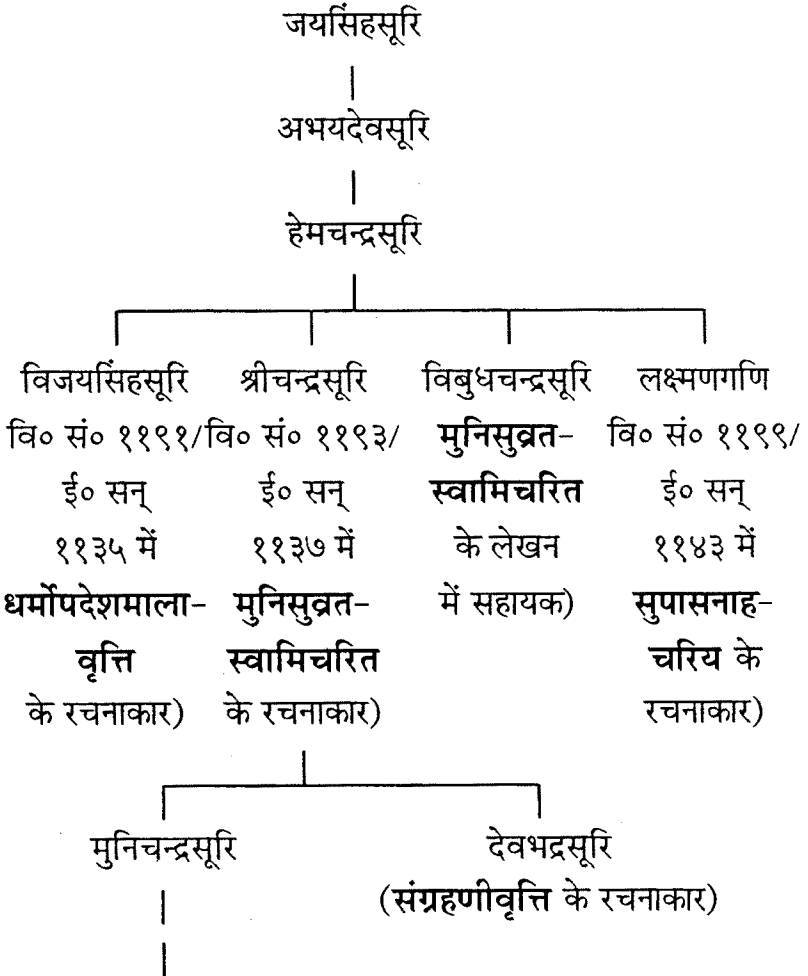 जयसिंहसूरि
अभयदेवसूरि
हेमचन्द्रसूरि
विजयसिंहसूरि श्रीचन्द्रसूरि विबुधचन्द्रसूरि लक्ष्मणगणि
वि० सं० ११९१/ वि० सं० ११९३/ मुनिसुव्रत- वि० सं० ११९९/
ई० सन् ई० सन् स्वामिचरित ई० सन्
११३५ में ११३७ में के लेखन ११४३ में
धर्मोपदेशमाला- मुनिसुव्रत- में सहायक) सुपासनाह-
वृत्ति स्वामिचरित चरिय के
के रचनाकार) के रचनाकार) रचनाकार)
मुनिचन्द्रसूरि देवभद्रसूरि
(संग्रहणीवृत्ति के रचनाकार)